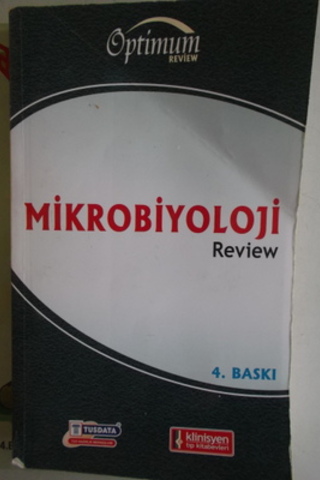 Optimum
REVIEW
MİKROBİYOLOJİ
Review
4. BASKI
TUSDATA
klinisyen
tıp kitabevleri